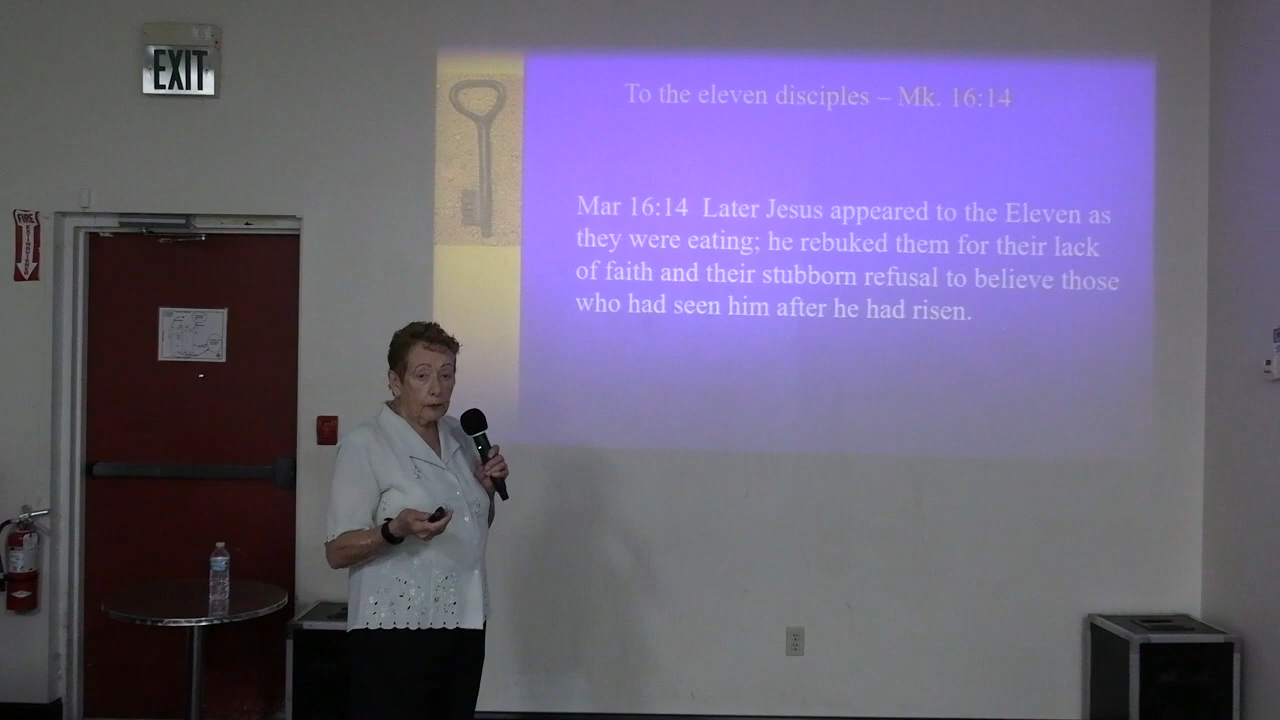 EXIT
To the eleven disciples – Mk. 16:14
FIRE
Mar 16:14 Later Jesus appeared to the Eleven as
they were eating; he rebuked them for their lack
of faith and their stubborn refusal to believe those
who had seen him after he had risen.